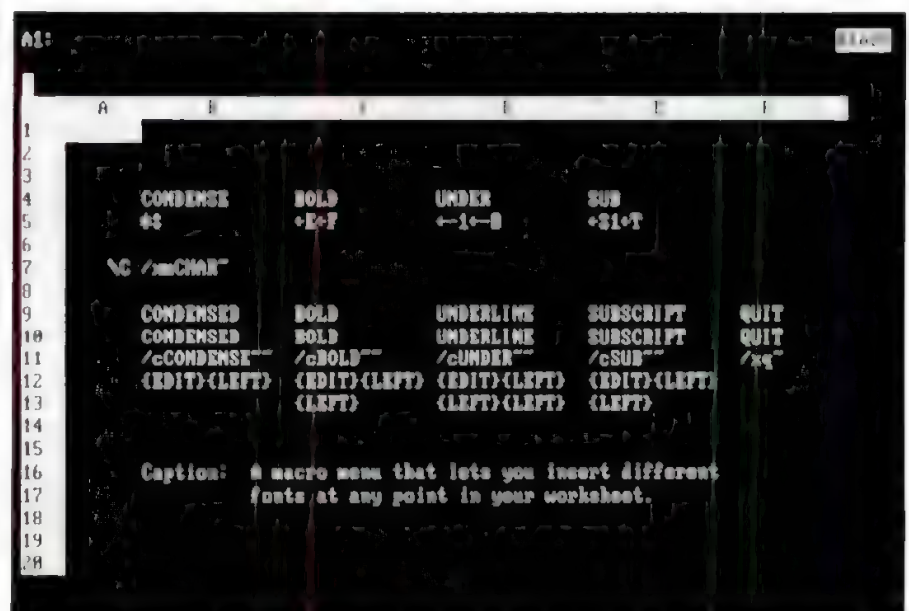 A1:
A
1
2
3
4 CONDENSE BOLD UNDER SUB
5
6
7 \C /xmCHAR~
8
9 CONDENSED BOLD UNDERLINE SUBSCRIPT QUIT
10 CONDENSED BOLD UNDERLINE SUBSCRIPT QUIT
11 /cCONDENSE~~ /cBOLD~~ /cUNDER~~ /cSUB~~ /xq~
12 {EDIT}{LEFT} {EDIT}{LEFT} {EDIT}{LEFT} {EDIT}{LEFT}
13 {LEFT} {LEFT}{LEFT} {LEFT}
14
15
16 Caption: A macro menu that lets you insert different
17 fonts at any point in your worksheet.
18
19
20